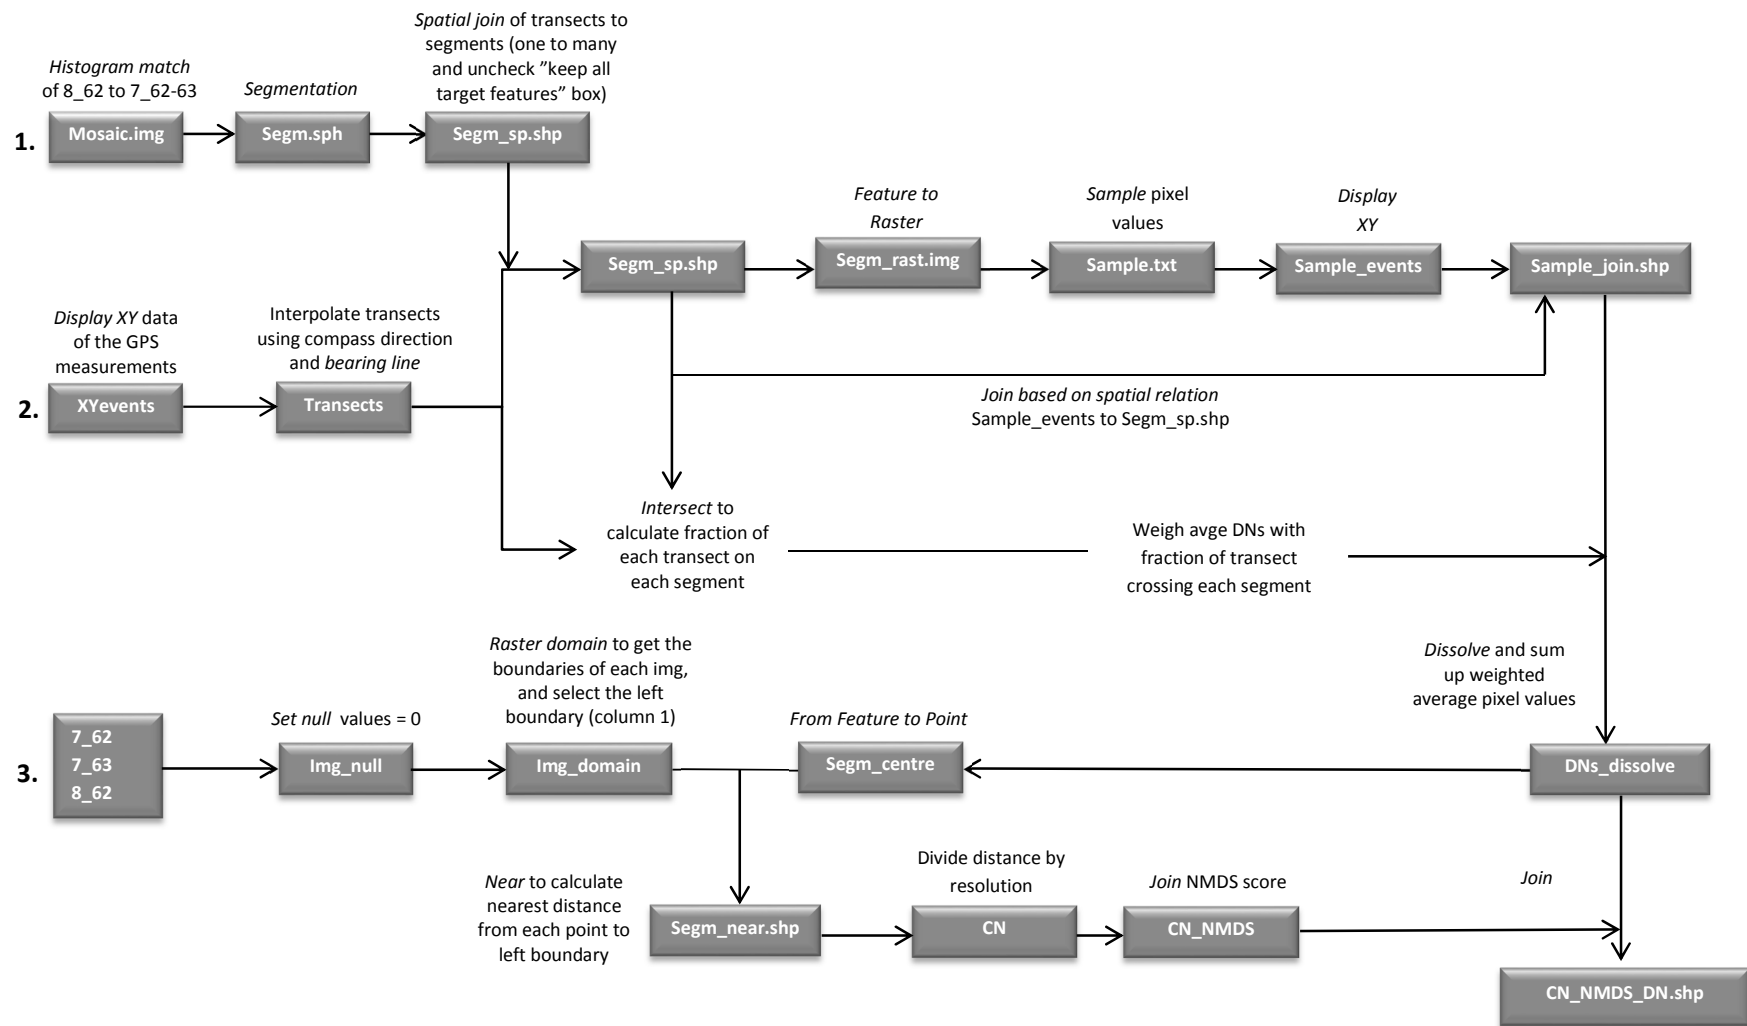 Spatial join of transects to
segments (one to many
and uncheck ”keep all
target features” box)
Histogram match
of 8_62 to 7_62-63
Segmentation
1.
Mosaic.img
Segm.sph
Segm_sp.shp
Feature to
Raster
Sample pixel
values
Display
XY
Segm_sp.shp
Segm_rast.img
Sample.txt
Sample_events
Sample_join.shp
Display XY data
of the GPS
measurements
Interpolate transects
using compass direction
and bearing line
2.
XYevents
Transects
Join based on spatial relation
Sample_events to Segm_sp.shp
Intersect to
calculate fraction of
each transect on
each segment
Weigh avge DNs with
fraction of transect
crossing each segment
Dissolve and sum
up weighted
average pixel values
Raster domain to get the
boundaries of each img,
and select the left
boundary (column 1)
Set null values = 0
From Feature to Point
3.
7_62
7_63
8_62
Img_null
Img_domain
Segm_centre
DNs_dissolve
Near to calculate
nearest distance
from each point to
left boundary
Divide distance by
resolution
Join NMDS score
Join
Segm_near.shp
CN
CN_NMDS
CN_NMDS_DN.shp